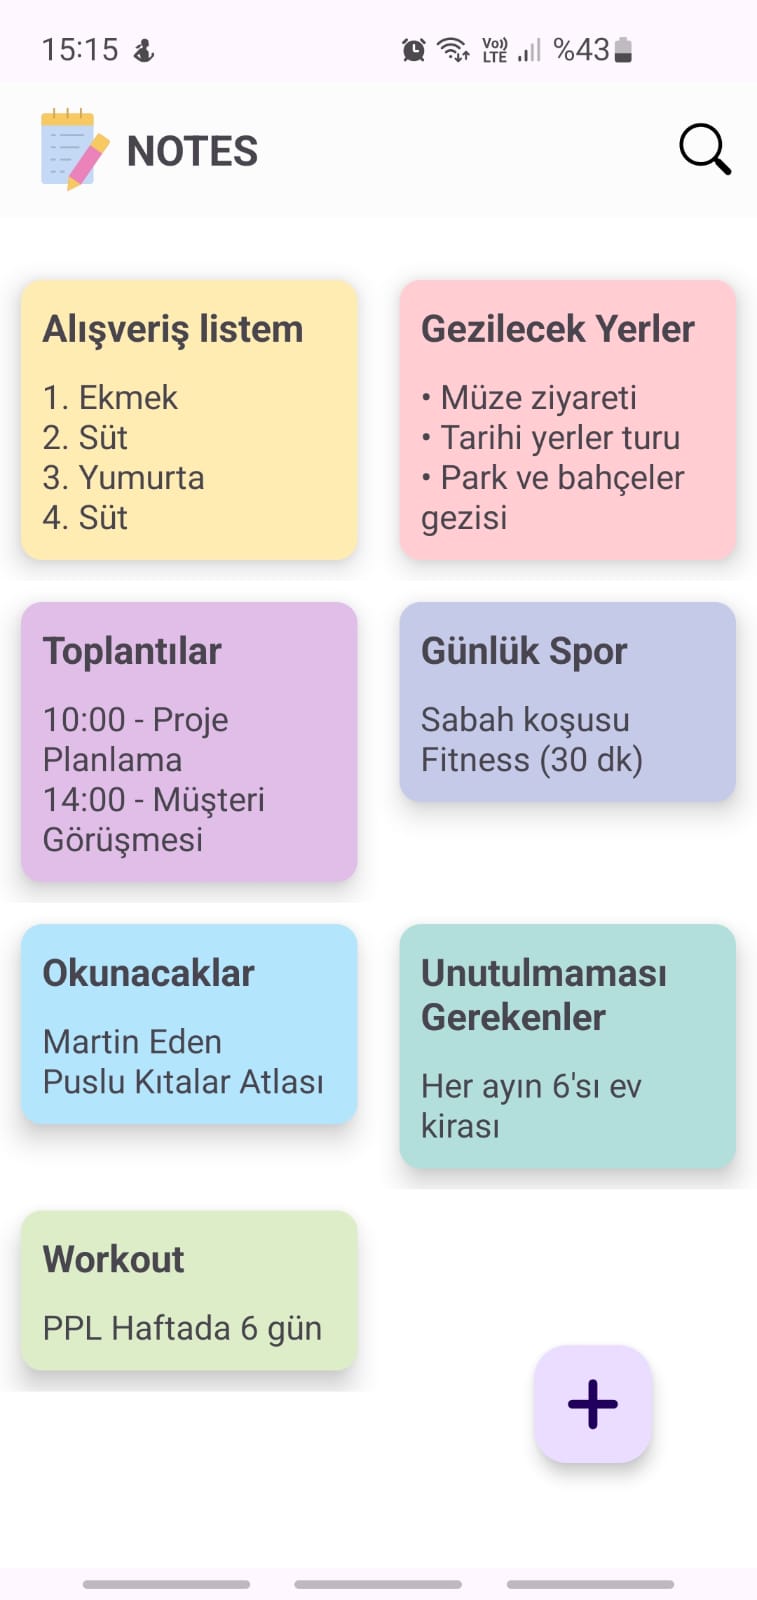 15:15
Vo)) LTE %43
NOTES
Alışveriş listem
1. Ekmek
2. Süt
3. Yumurta
4. Süt
Gezilecek Yerler
• Müze ziyareti
• Tarihi yerler turu
• Park ve bahçeler
gezisi
Toplantılar
10:00 - Proje
Planlama
14:00 - Müşteri
Görüşmesi
Günlük Spor
Sabah koşusu
Fitness (30 dk)
Okunacaklar
Martin Eden
Puslu Kıtalar Atlası
Unutulmaması
Gerekenler
Her ayın 6'sı ev
kirası
Workout
PPL Haftada 6 gün